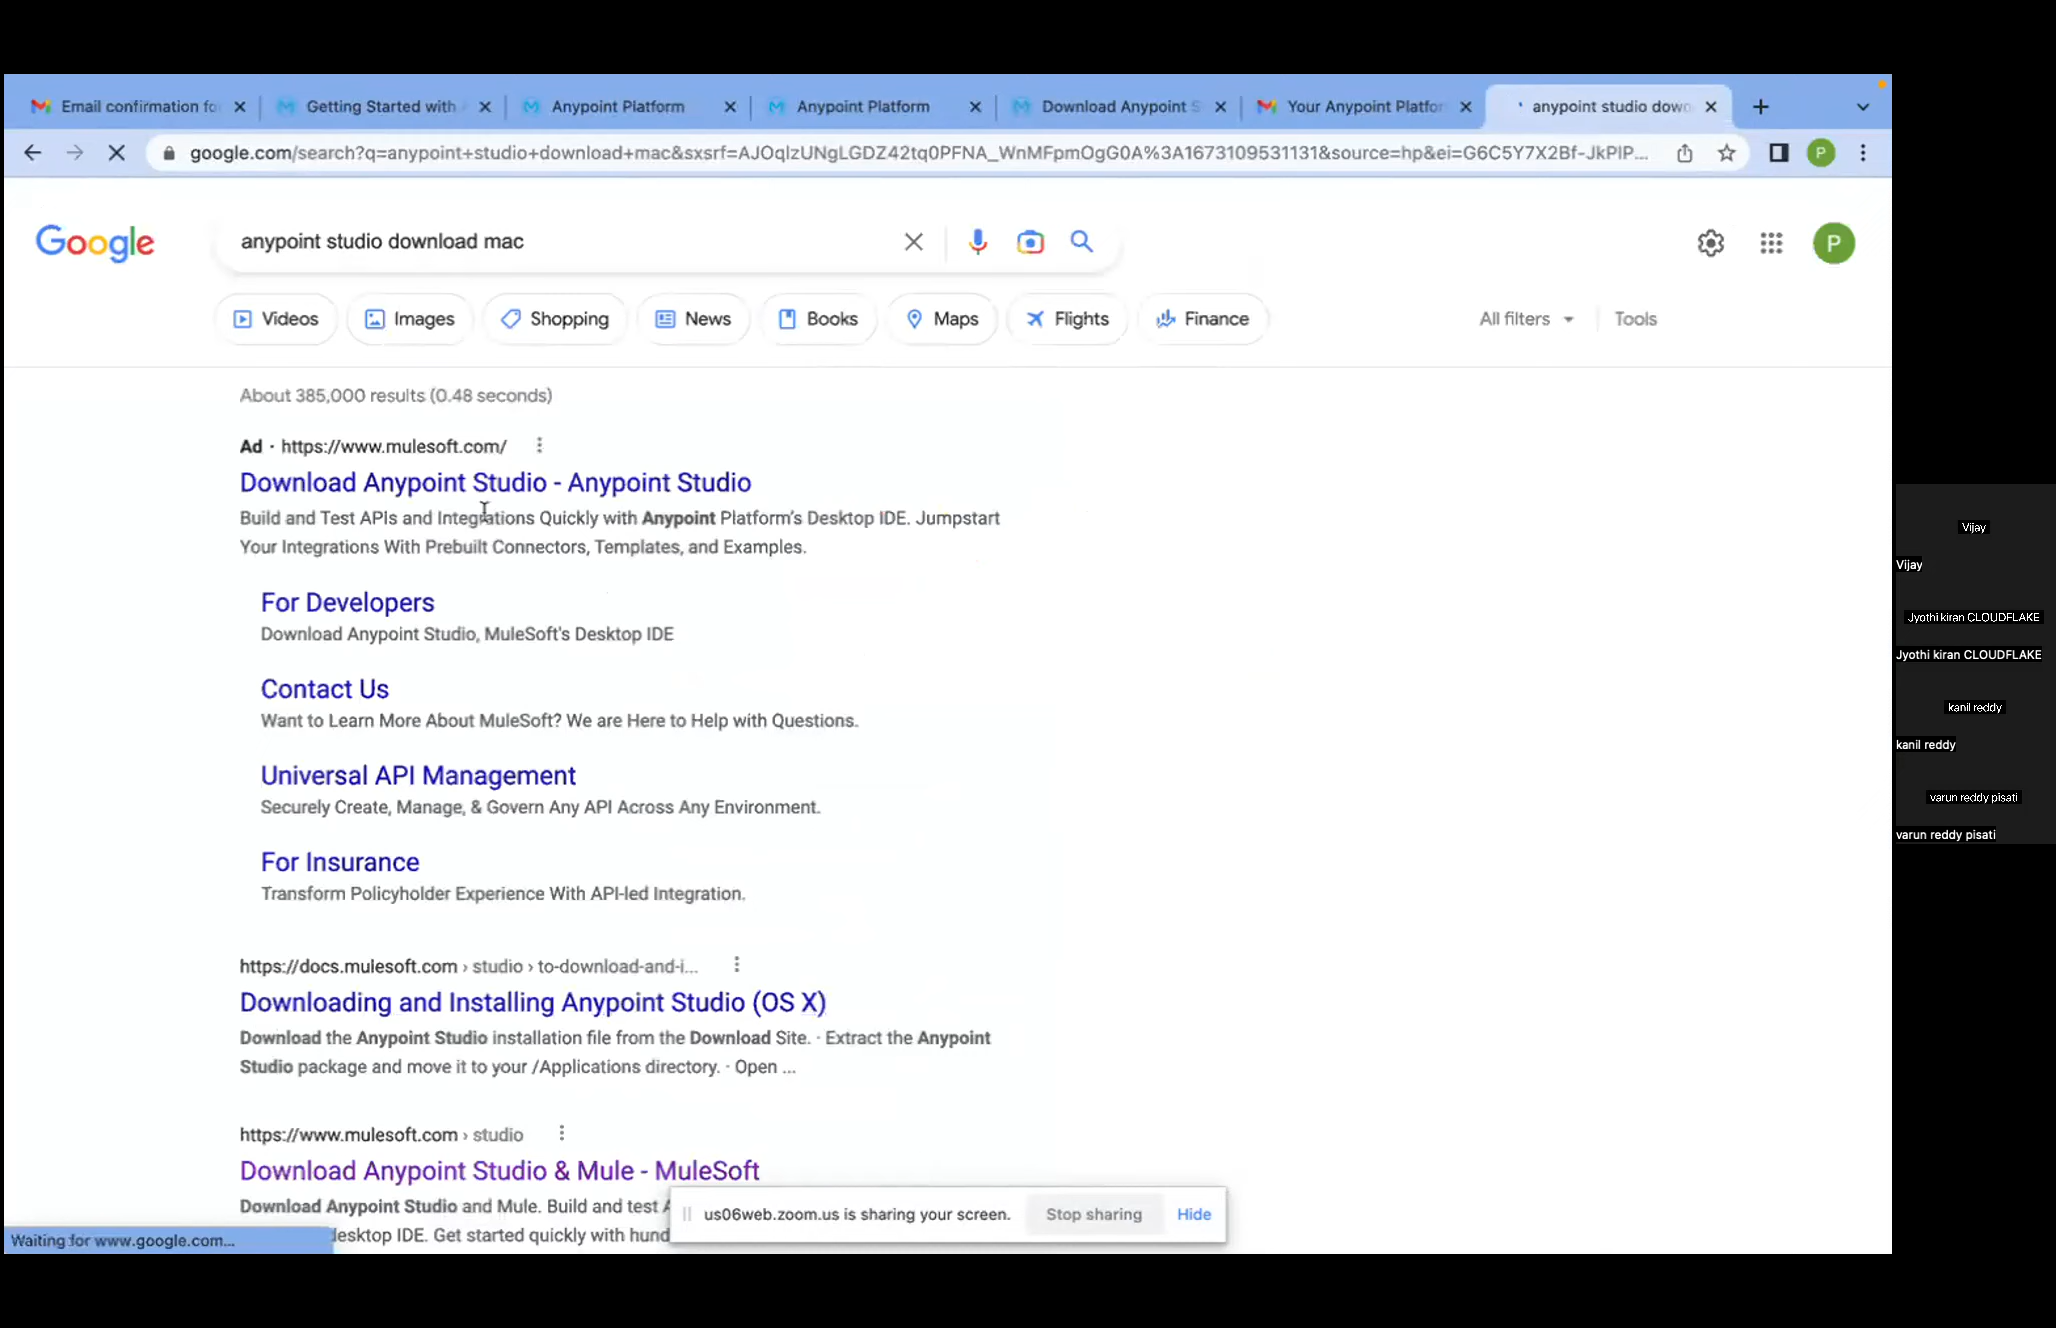 Email confirmation fo
Getting Started with
Anypoint Platform
Anypoint Platform
Download Anypoint S
Your Anypoint Platfor
anypoint studio dow
google.com/search?q=anypoint+studio+download+mac&sxsrf=AJOqlzUNgLGDZ42tq0PFNA_WnMFpmOgG0A%3A1673109531131&source=hp&ei=G6C5Y7X2Bf-JkPIP...
P
Google
anypoint studio download mac
P
Videos
Images
Shopping
News
Books
Maps
Flights
Finance
All filters
Tools
About 385,000 results (0.48 seconds)
Ad · https://www.mulesoft.com/
Download Anypoint Studio - Anypoint Studio
Build and Test APIs and Integrations Quickly with Anypoint Platform's Desktop IDE. Jumpstart
Your Integrations With Prebuilt Connectors, Templates, and Examples.
For Developers
Download Anypoint Studio, MuleSoft's Desktop IDE
Contact Us
Want to Learn More About MuleSoft? We are Here to Help with Questions.
Universal API Management
Securely Create, Manage, & Govern Any API Across Any Environment.
For Insurance
Transform Policyholder Experience With API-led Integration.
https://docs.mulesoft.com › studio › to-download-and-i...
Downloading and Installing Anypoint Studio (OS X)
Download the Anypoint Studio installation file from the Download Site. · Extract the Anypoint
Studio package and move it to your /Applications directory. · Open ...
https://www.mulesoft.com › studio
Download Anypoint Studio & Mule - MuleSoft
Download Anypoint Studio and Mule. Build and test
desktop IDE. Get started quickly with hund
us06web.zoom.us is sharing your screen.
Stop sharing
Hide
Waiting for www.google.com...
Vijay
Vijay
Jyothi kiran CLOUDFLAKE
Jyothi kiran CLOUDFLAKE
kanil reddy
kanil reddy
varun reddy pisati
varun reddy pisati